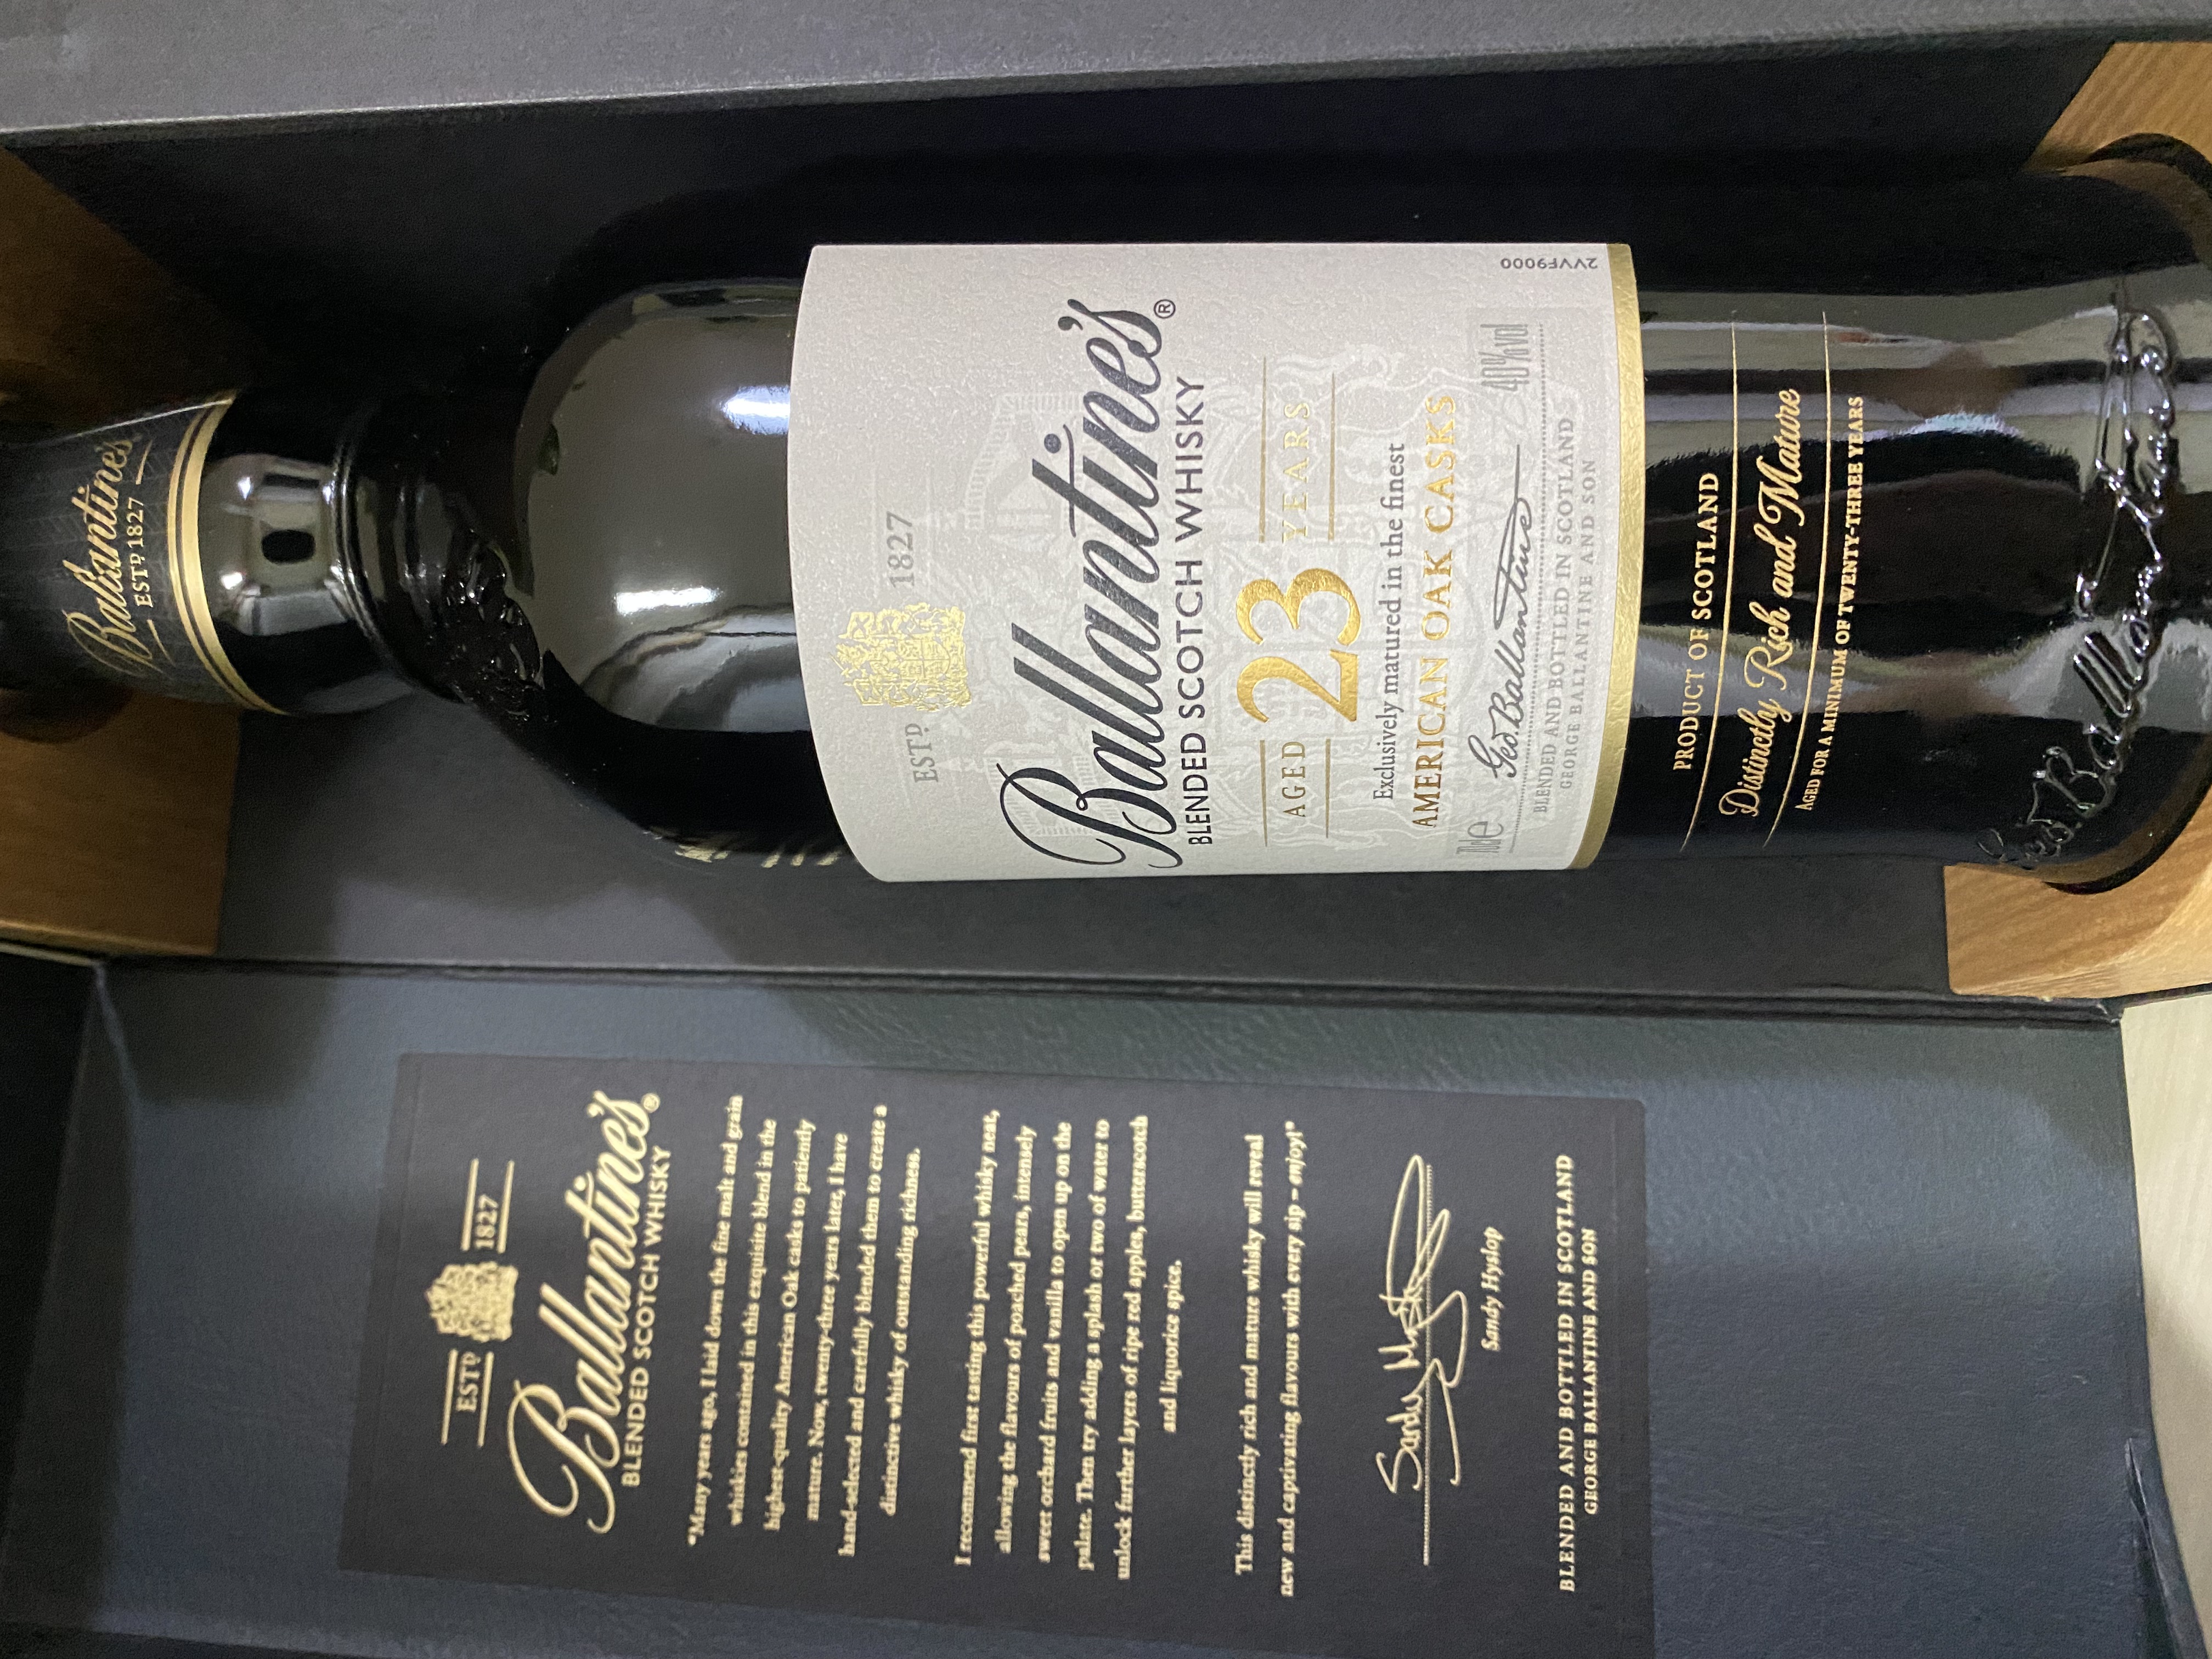 ESTD 1827
Ballantine's®
BLENDED SCOTCH WHISKY
"Many years ago, I laid down the fine malt and grain
whiskies contained in this exquisite blend in the
highest-quality American Oak casks to patiently
mature. Now, twenty-three years later, I have
hand-selected and carefully blended them to create a
distinctive whisky of outstanding richness.
I recommend first tasting this powerful whisky neat,
allowing the flavours of poached pears, intensely
sweet orchard fruits and vanilla to open up on the
palate. Then try adding a splash or two of water to
unlock further layers of ripe red apples, butterscotch
and liquorice spice.
This distinctly rich and mature whisky will reveal
new and captivating flavours with every sip – enjoy!"
Sandy Hyslop
Sandy Hyslop
BLENDED AND BOTTLED IN SCOTLAND
GEORGE BALLANTINE AND SON
Ballantine's
ESTD 1827
ESTD 1827
Ballantine's®
BLENDED SCOTCH WHISKY
AGED 23 YEARS
Exclusively matured in the finest
AMERICAN OAK CASKS
70cle Geo. Ballantine 40%vol
BLENDED AND BOTTLED IN SCOTLAND
GEORGE BALLANTINE AND SON
2VVF9000
PRODUCT OF SCOTLAND
Distinctly Rich and Mature
AGED FOR A MINIMUM OF TWENTY-THREE YEARS
Geo. Ballantine